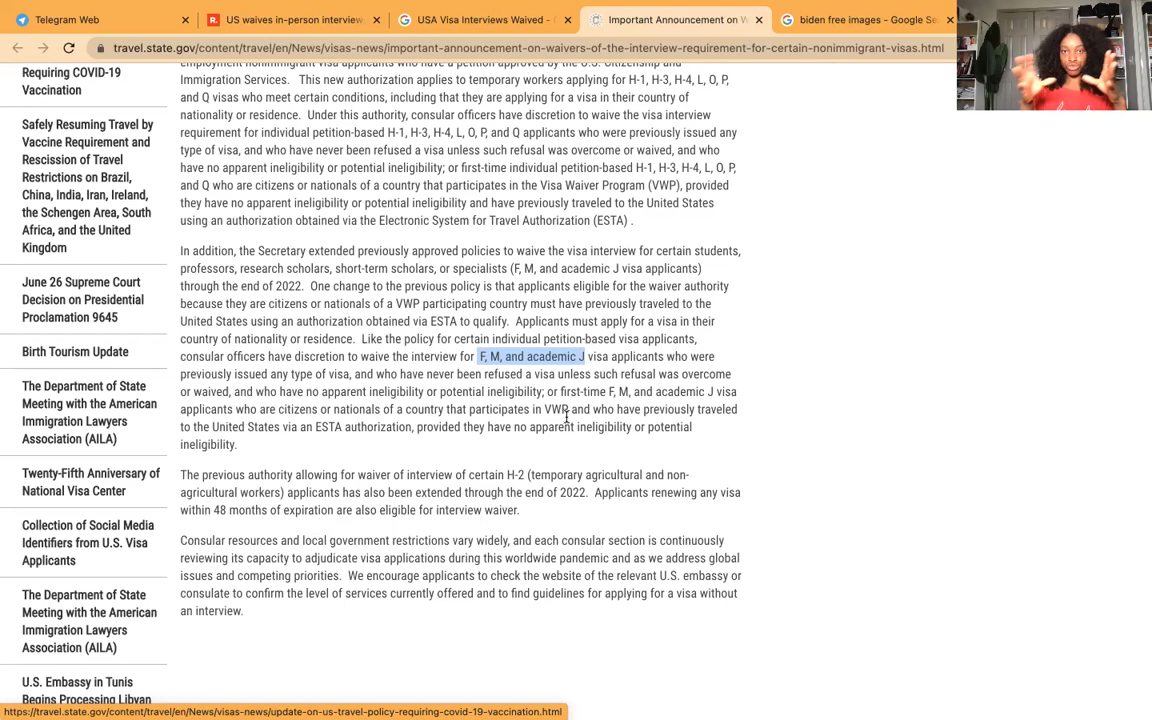 Telegram Web
US waives in-person interview
USA Visa Interviews Waived -
Important Announcement on W
biden free images - Google Se
travel.state.gov/content/travel/en/News/visas-news/important-announcement-on-waivers-of-the-interview-requirement-for-certain-nonimmigrant-visas.html
Requiring COVID-19
Vaccination
Safely Resuming Travel by
Vaccine Requirement and
Rescission of Travel
Restrictions on Brazil,
China, India, Iran, Ireland,
the Schengen Area, South
Africa, and the United
Kingdom
June 26 Supreme Court
Decision on Presidential
Proclamation 9645
Birth Tourism Update
The Department of State
Meeting with the American
Immigration Lawyers
Association (AILA)
Twenty-Fifth Anniversary of
National Visa Center
Collection of Social Media
Identifiers from U.S. Visa
Applicants
The Department of State
Meeting with the American
Immigration Lawyers
Association (AILA)
U.S. Embassy in Tunis
Begins Processing Libyan
employment nonimmigrant visa applicants who have a petition approved by the U.S. Citizenship and
Immigration Services. This new authorization applies to temporary workers applying for H-1, H-3, H-4, L, O, P,
and Q visas who meet certain conditions, including that they are applying for a visa in their country of
nationality or residence. Under this authority, consular officers have discretion to waive the visa interview
requirement for individual petition-based H-1, H-3, H-4, L, O, P, and Q applicants who were previously issued any
type of visa, and who have never been refused a visa unless such refusal was overcome or waived, and who
have no apparent ineligibility or potential ineligibility; or first-time individual petition-based H-1, H-3, H-4, L, O, P,
and Q who are citizens or nationals of a country that participates in the Visa Waiver Program (VWP), provided
they have no apparent ineligibility or potential ineligibility and have previously traveled to the United States
using an authorization obtained via the Electronic System for Travel Authorization (ESTA) .
In addition, the Secretary extended previously approved policies to waive the visa interview for certain students,
professors, research scholars, short-term scholars, or specialists (F, M, and academic J visa applicants)
through the end of 2022. One change to the previous policy is that applicants eligible for the waiver authority
because they are citizens or nationals of a VWP participating country must have previously traveled to the
United States using an authorization obtained via ESTA to qualify. Applicants must apply for a visa in their
country of nationality or residence. Like the policy for certain individual petition-based visa applicants,
consular officers have discretion to waive the interview for F, M, and academic J visa applicants who were
previously issued any type of visa, and who have never been refused a visa unless such refusal was overcome
or waived, and who have no apparent ineligibility or potential ineligibility; or first-time F, M, and academic J visa
applicants who are citizens or nationals of a country that participates in VWP and who have previously traveled
to the United States via an ESTA authorization, provided they have no apparent ineligibility or potential
ineligibility.
The previous authority allowing for waiver of interview of certain H-2 (temporary agricultural and non-
agricultural workers) applicants has also been extended through the end of 2022. Applicants renewing any visa
within 48 months of expiration are also eligible for interview waiver.
Consular resources and local government restrictions vary widely, and each consular section is continuously
reviewing its capacity to adjudicate visa applications during this worldwide pandemic and as we address global
issues and competing priorities. We encourage applicants to check the website of the relevant U.S. embassy or
consulate to confirm the level of services currently offered and to find guidelines for applying for a visa without
an interview.
https://travel.state.gov/content/travel/en/News/visas-news/update-on-us-travel-policy-requiring-covid-19-vaccination.html